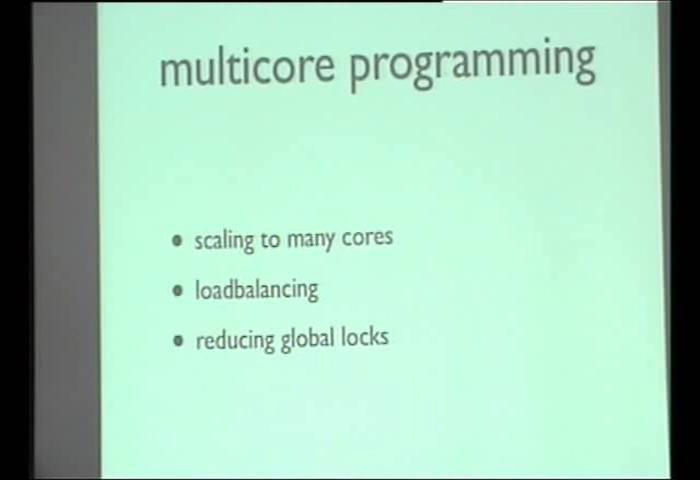 multicore programming
• scaling to many cores
• loadbalancing
• reducing global locks